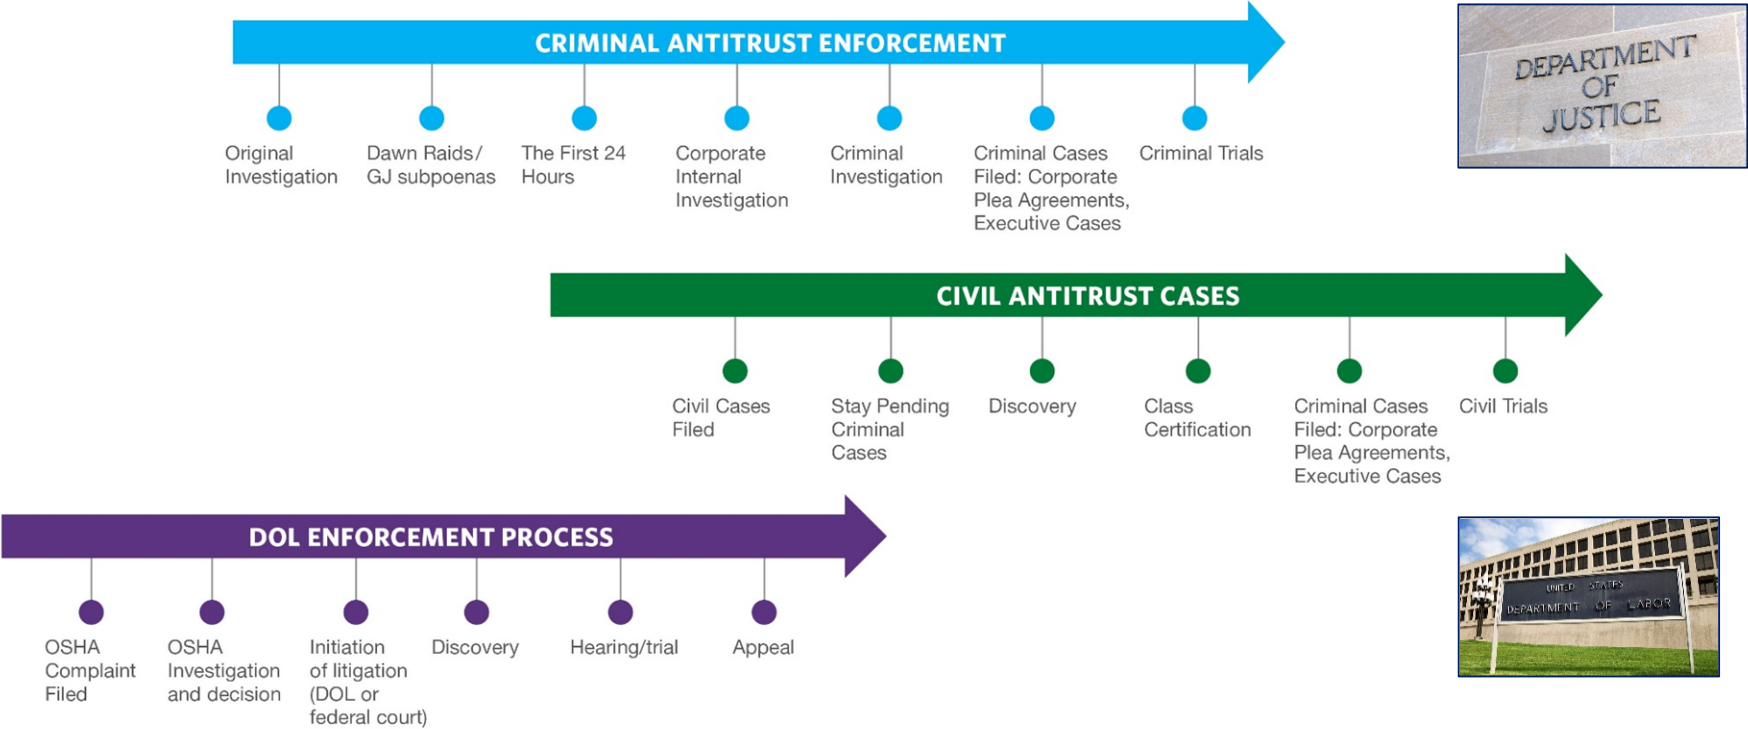 CRIMINAL ANTITRUST ENFORCEMENT
Original
Investigation
Dawn Raids/
GJ subpoenas
The First 24
Hours
Corporate
Internal
Investigation
Criminal
Investigation
Criminal Cases
Filed: Corporate
Plea Agreements,
Executive Cases
Criminal Trials
DEPARTMENT
OF
JUSTICE
CIVIL ANTITRUST CASES
Civil Cases
Filed
Stay Pending
Criminal
Cases
Discovery
Class
Certification
Criminal Cases
Filed: Corporate
Plea Agreements,
Executive Cases
Civil Trials
DOL ENFORCEMENT PROCESS
OSHA
Complaint
Filed
OSHA
Investigation
and decision
Initiation
of litigation
(DOL or
federal court)
Discovery
Hearing/trial
Appeal
UNITED STATES
DEPARTMENT OF LABOR